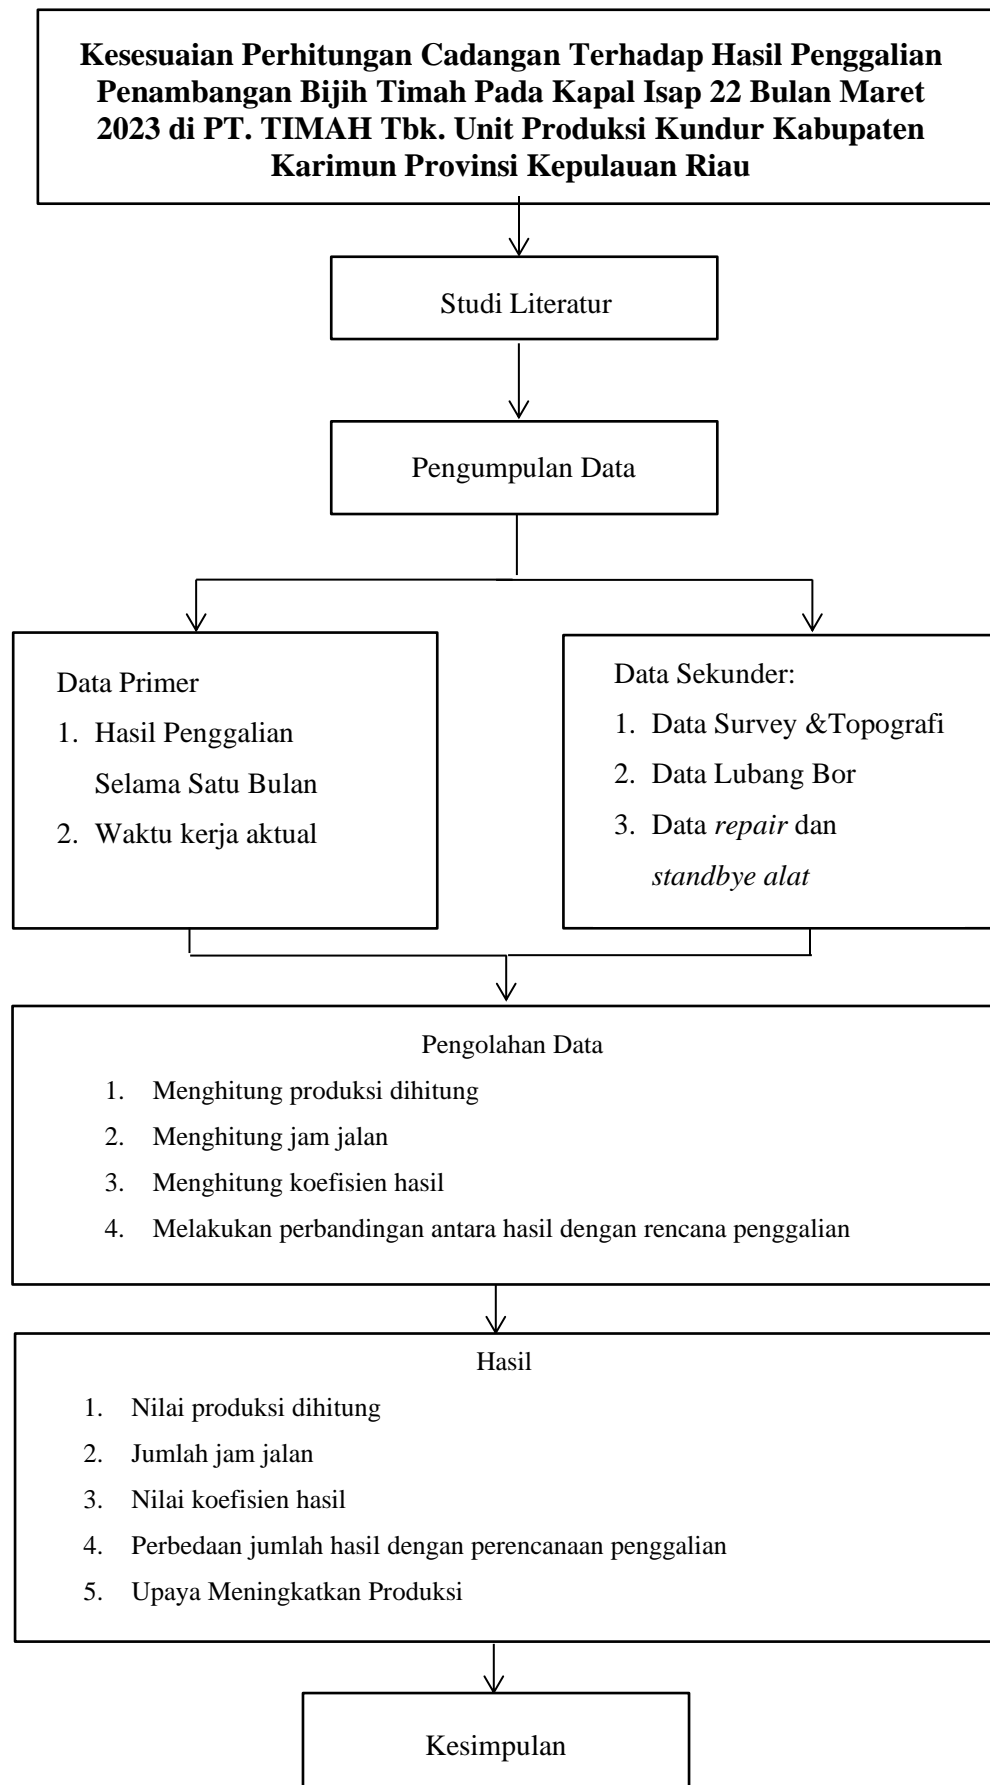 Kesesuaian Perhitungan Cadangan Terhadap Hasil Penggalian
Penambangan Bijih Timah Pada Kapal Isap 22 Bulan Maret
2023 di PT. TIMAH Tbk. Unit Produksi Kundur Kabupaten
Karimun Provinsi Kepulauan Riau
Studi Literatur
Pengumpulan Data
Data Primer
1. Hasil Penggalian
Selama Satu Bulan
2. Waktu kerja aktual
Data Sekunder:
1. Data Survey &Topografi
2. Data Lubang Bor
3. Data repair dan
standbye alat
Pengolahan Data
1. Menghitung produksi dihitung
2. Menghitung jam jalan
3. Menghitung koefisien hasil
4. Melakukan perbandingan antara hasil dengan rencana penggalian
Hasil
1. Nilai produksi dihitung
2. Jumlah jam jalan
3. Nilai koefisien hasil
4. Perbedaan jumlah hasil dengan perencanaan penggalian
5. Upaya Meningkatkan Produksi
Kesimpulan